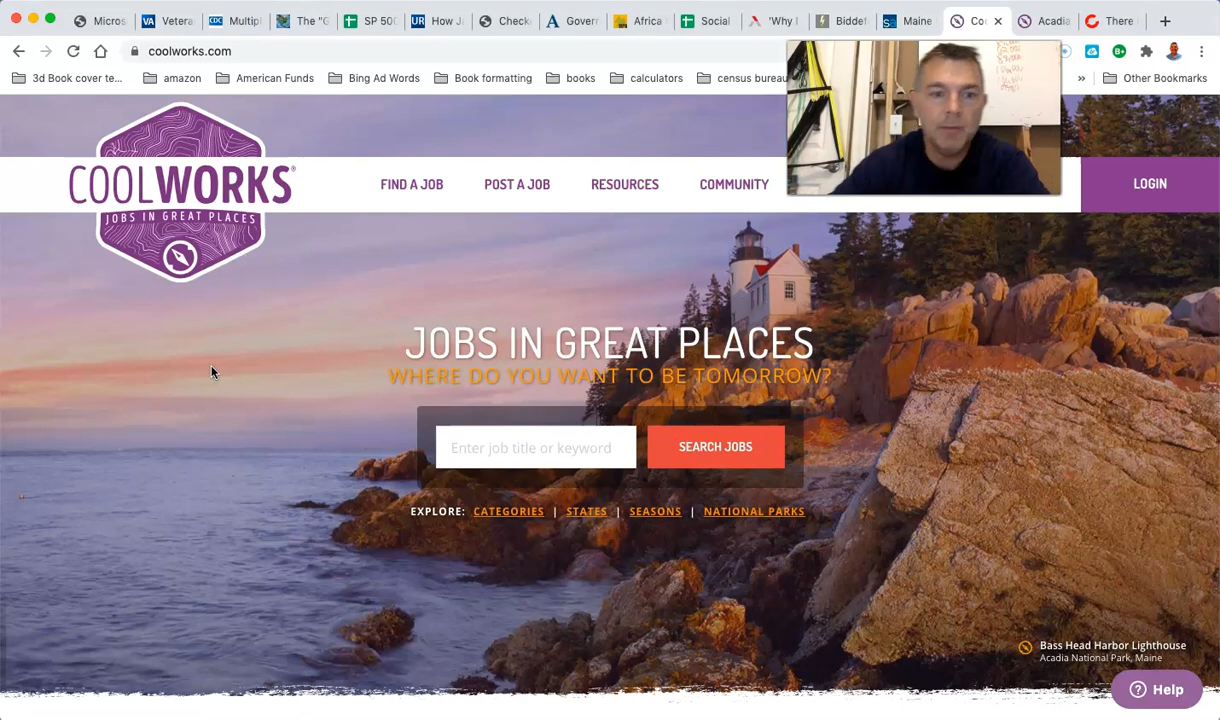 Micros
Vetera
Multipl
The "G
SP 500
How J
Check
Govern
Africa
Social
'Why I
Biddef
Maine
Co
Acadia
There
coolworks.com
3d Book cover te...
amazon
American Funds
Bing Ad Words
Book formatting
books
calculators
census bureau
»
Other Bookmarks
COOLWORKS®
JOBS IN GREAT PLACES
FIND A JOB
POST A JOB
RESOURCES
COMMUNITY
LOGIN
JOBS IN GREAT PLACES
WHERE DO YOU WANT TO BE TOMORROW?
Enter job title or keyword
SEARCH JOBS
EXPLORE: CATEGORIES | STATES | SEASONS | NATIONAL PARKS
Bass Head Harbor Lighthouse
Acadia National Park, Maine
Help